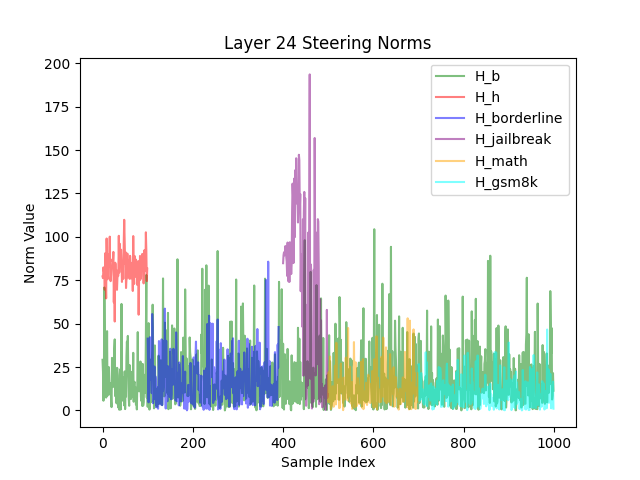 Layer 24 Steering Norms
200
175
150
125
100
75
50
25
0
Norm Value
H_b
H_h
H_borderline
H_jailbreak
H_math
H_gsm8k
0
200
400
600
800
1000
Sample Index